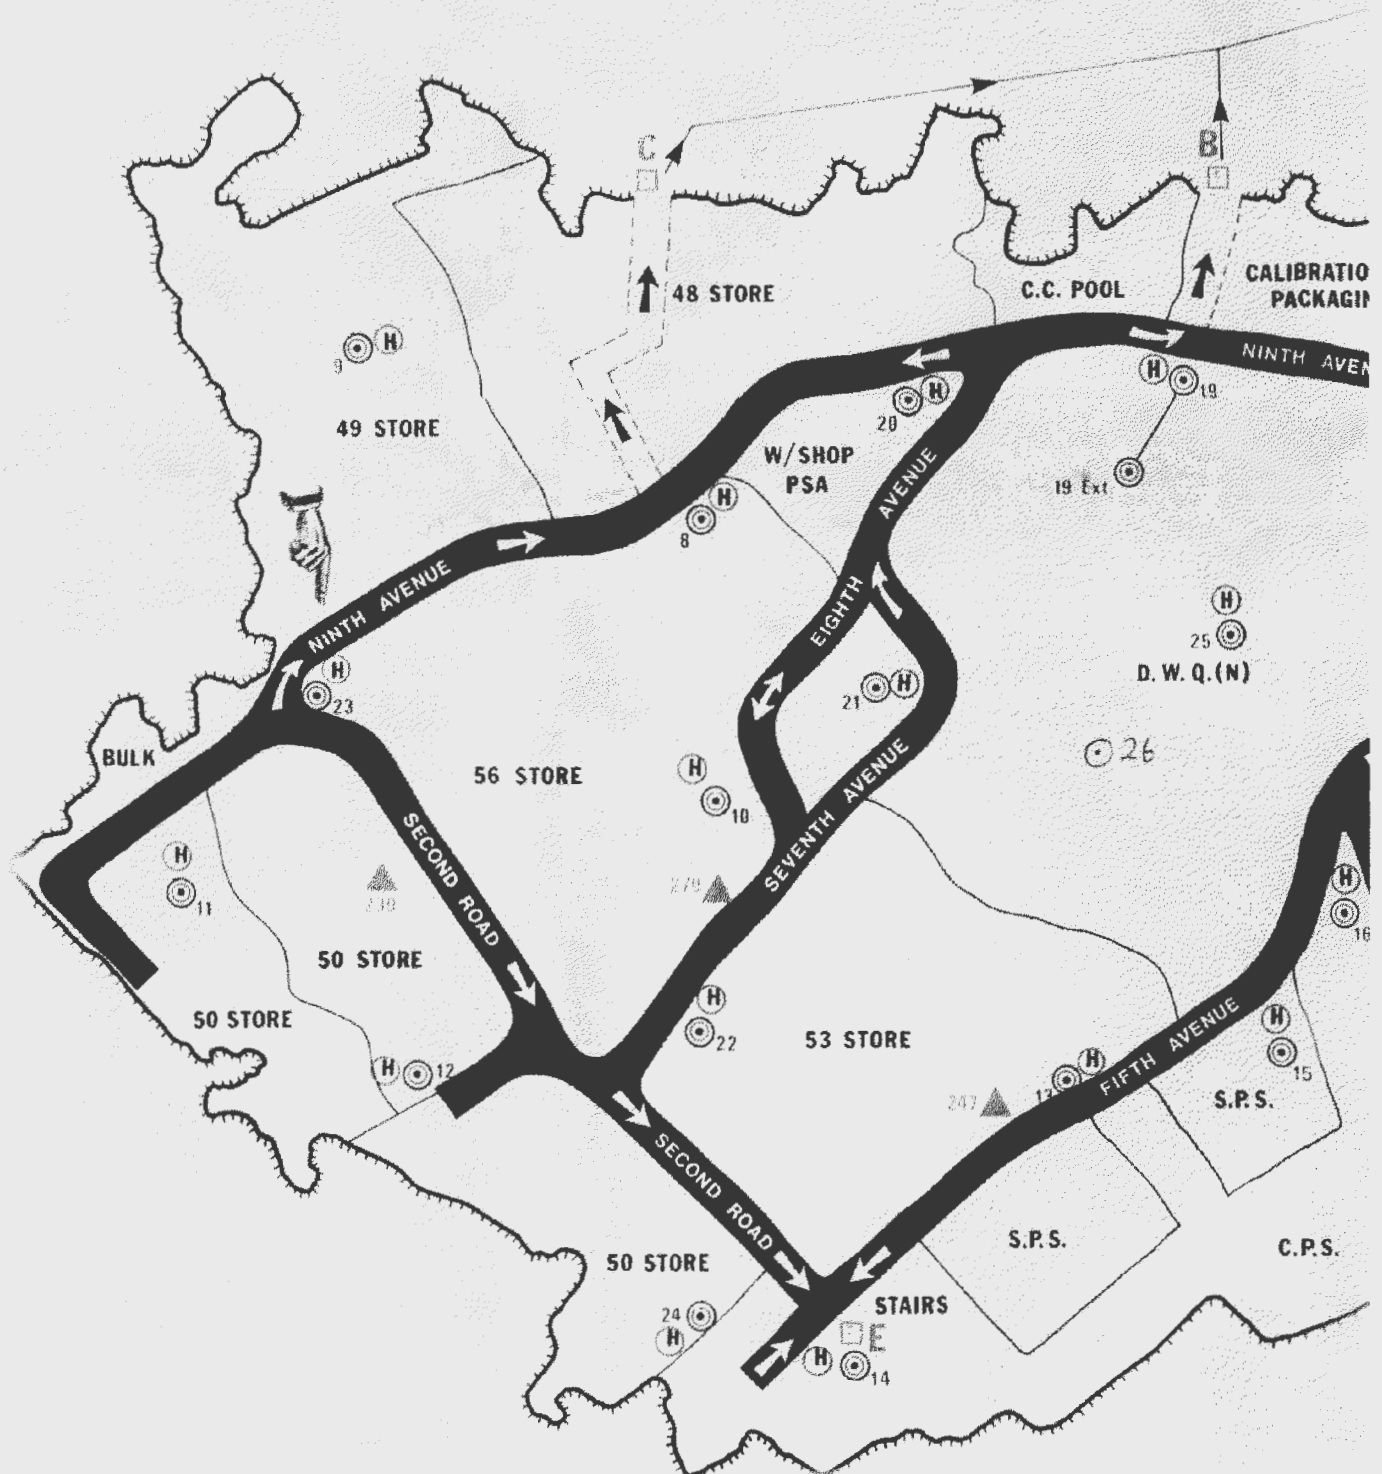 C
B
48 STORE
C.C. POOL
CALIBRATIO
PACKAGIN
NINTH AVEN
H
9
H
19
H
20
49 STORE
W/SHOP
PSA
AVENUE
19 Ext
H
8
NINTH AVENUE
EIGHTH
H
25
D.W.Q.(N)
H
23
H
21
BULK
56 STORE
H
10
SEVENTH AVENUE
26
H
11
SECOND ROAD
279
H
16
50 STORE
50 STORE
H
22
53 STORE
FIFTH AVENUE
H
15
H
12
247
H
13
S.P.S.
SECOND ROAD
S.P.S.
C.P.S.
50 STORE
24
H
STAIRS
E
H
14